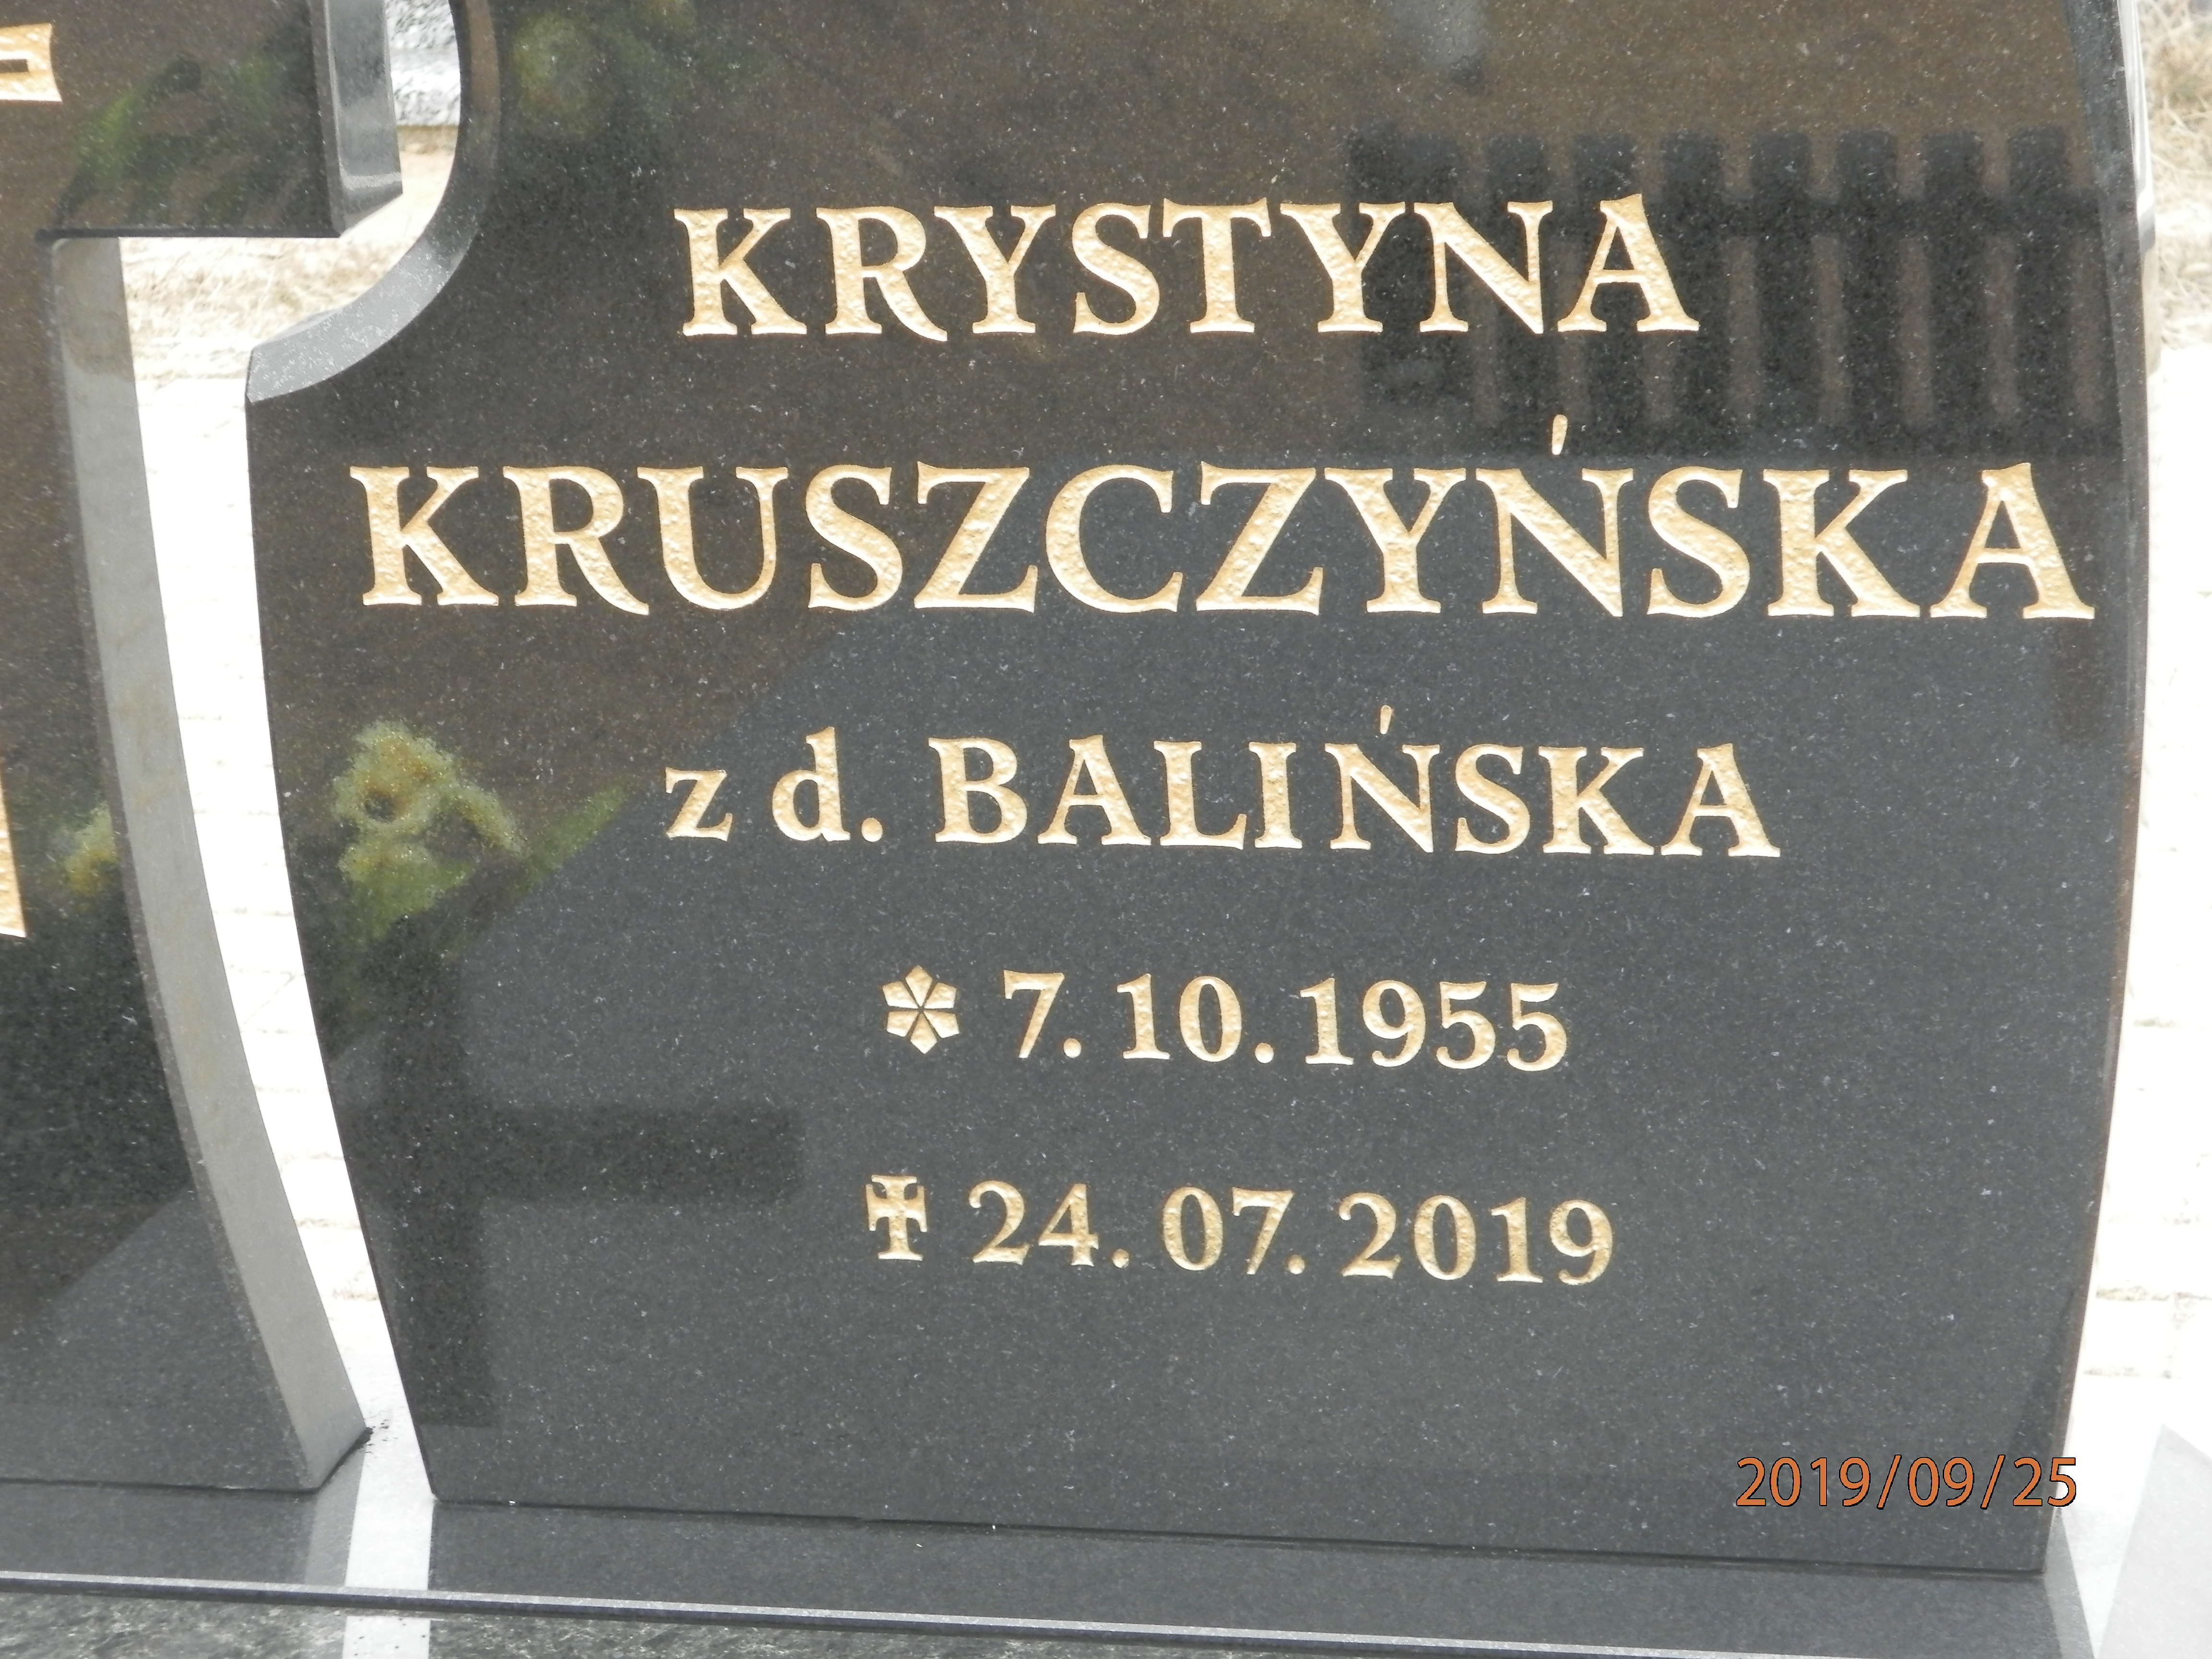 KRYSTYNA
KRUSZCZYŃSKA
z d. BALIŃSKA
* 7. 10. 1955
✝ 24. 07. 2019
2019/09/25